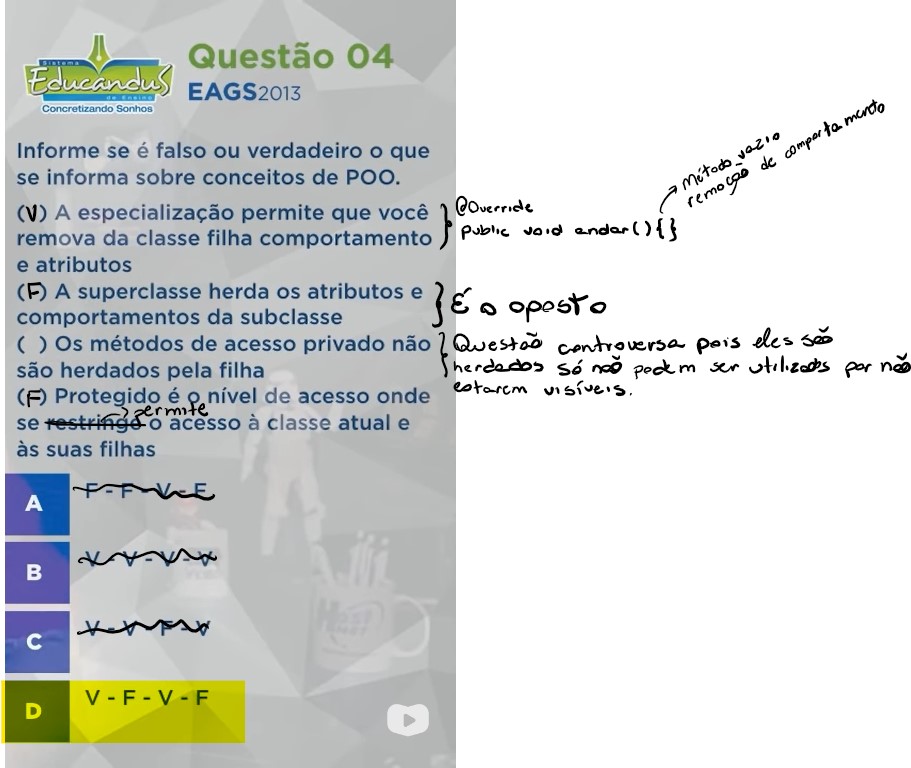 Sistema
Educandus
de Ensino
Concretizando Sonhos
Questão 04
EAGS2013
Informe se é falso ou verdadeiro o que
se informa sobre conceitos de POO.
(V) A especialização permite que você
remova da classe filha comportamento
e atributos
@Override
public void andar(){}
Método vazio
remoção de comportamento
(F) A superclasse herda os atributos e
comportamentos da subclasse
É o oposto
( ) Os métodos de acesso privado não
são herdados pela filha
Questão controversa pois eles são
herdados só não podem ser utilizados por não
estarem visíveis.
(F) Protegido é o nível de acesso onde
permite
se restringe o acesso à classe atual e
às suas filhas
A F - F - V - F
B V - V - V - V
C V - V - F - V
D V - F - V - F